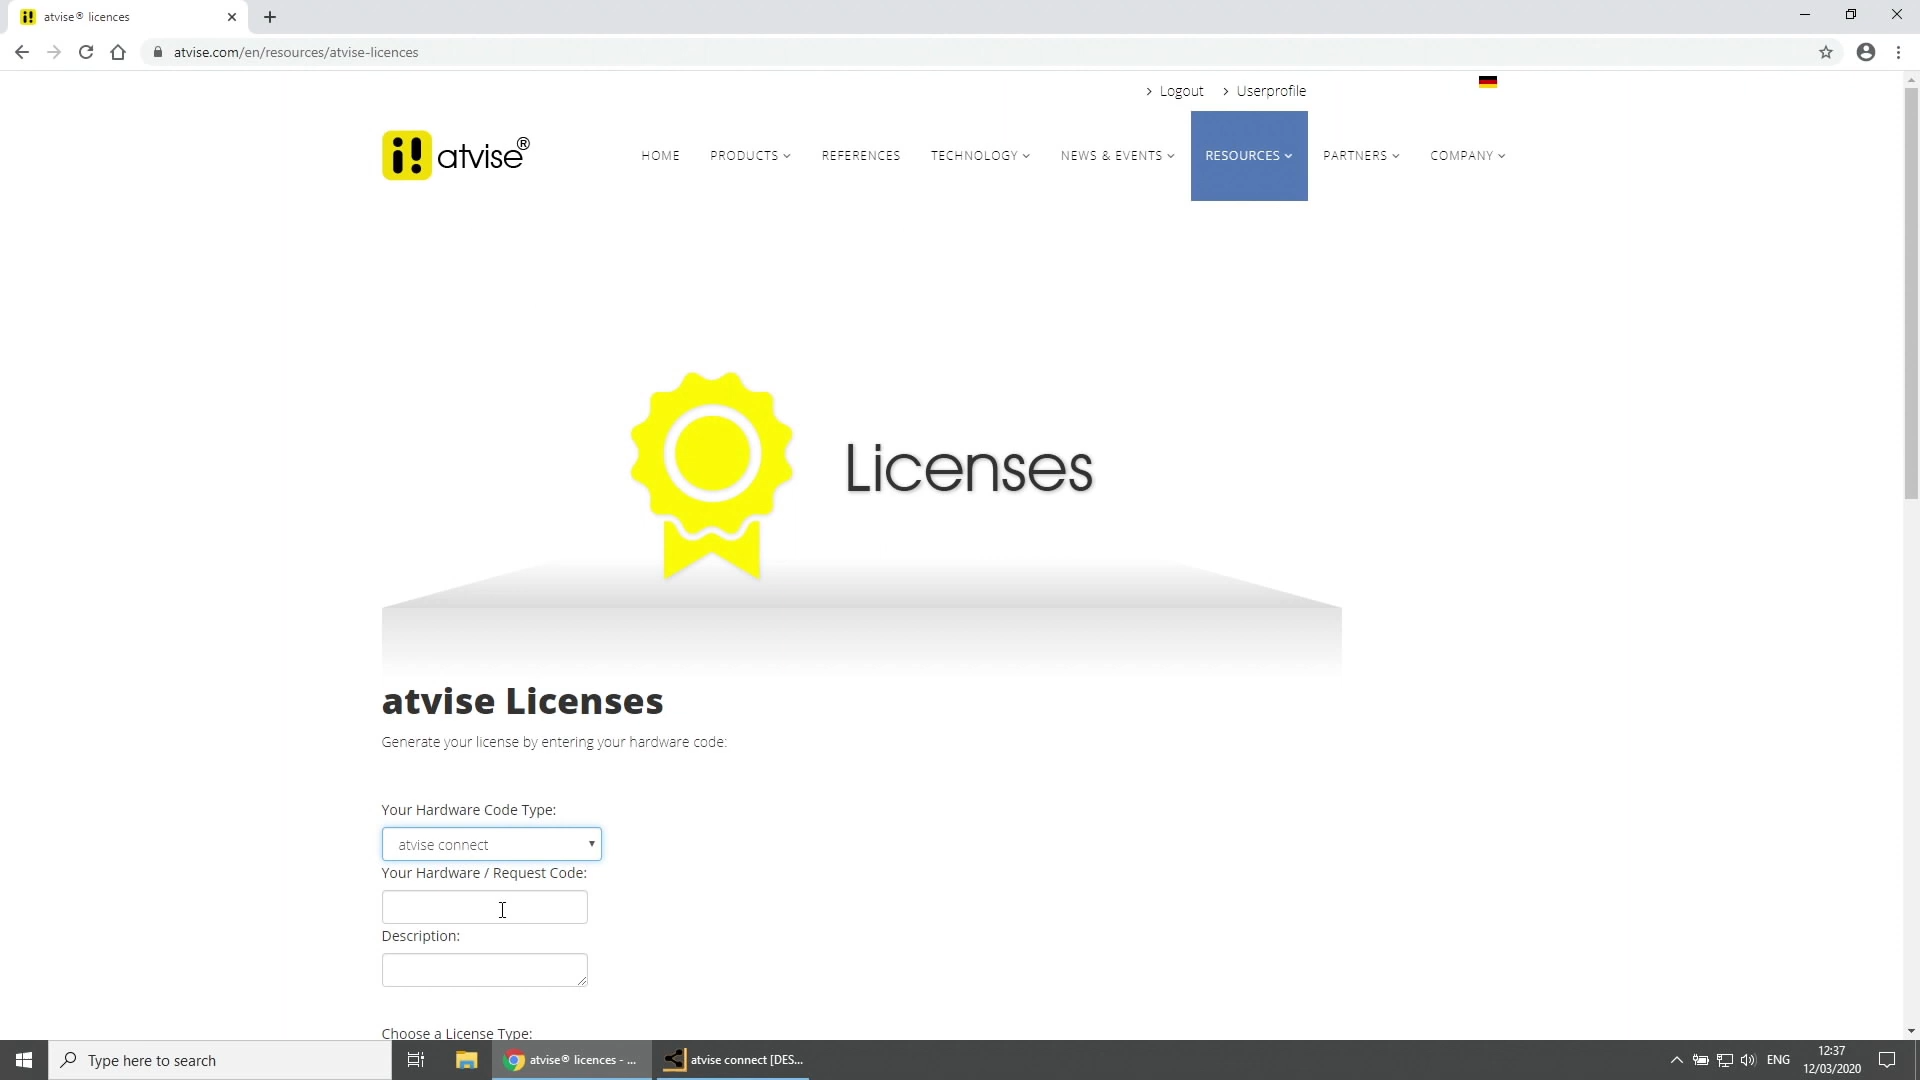 atvise® licences
atvise.com/en/resources/atvise-licences
Logout
Userprofile
i! atvise®
HOME
PRODUCTS
REFERENCES
TECHNOLOGY
NEWS & EVENTS
RESOURCES
PARTNERS
COMPANY
Licenses
atvise Licenses
Generate your license by entering your hardware code:
Your Hardware Code Type:
atvise connect
Your Hardware / Request Code:
Description:
Choose a License Type:
Type here to search
atvise® licences - ...
atvise connect [DES...
ENG
12:37
12/03/2020